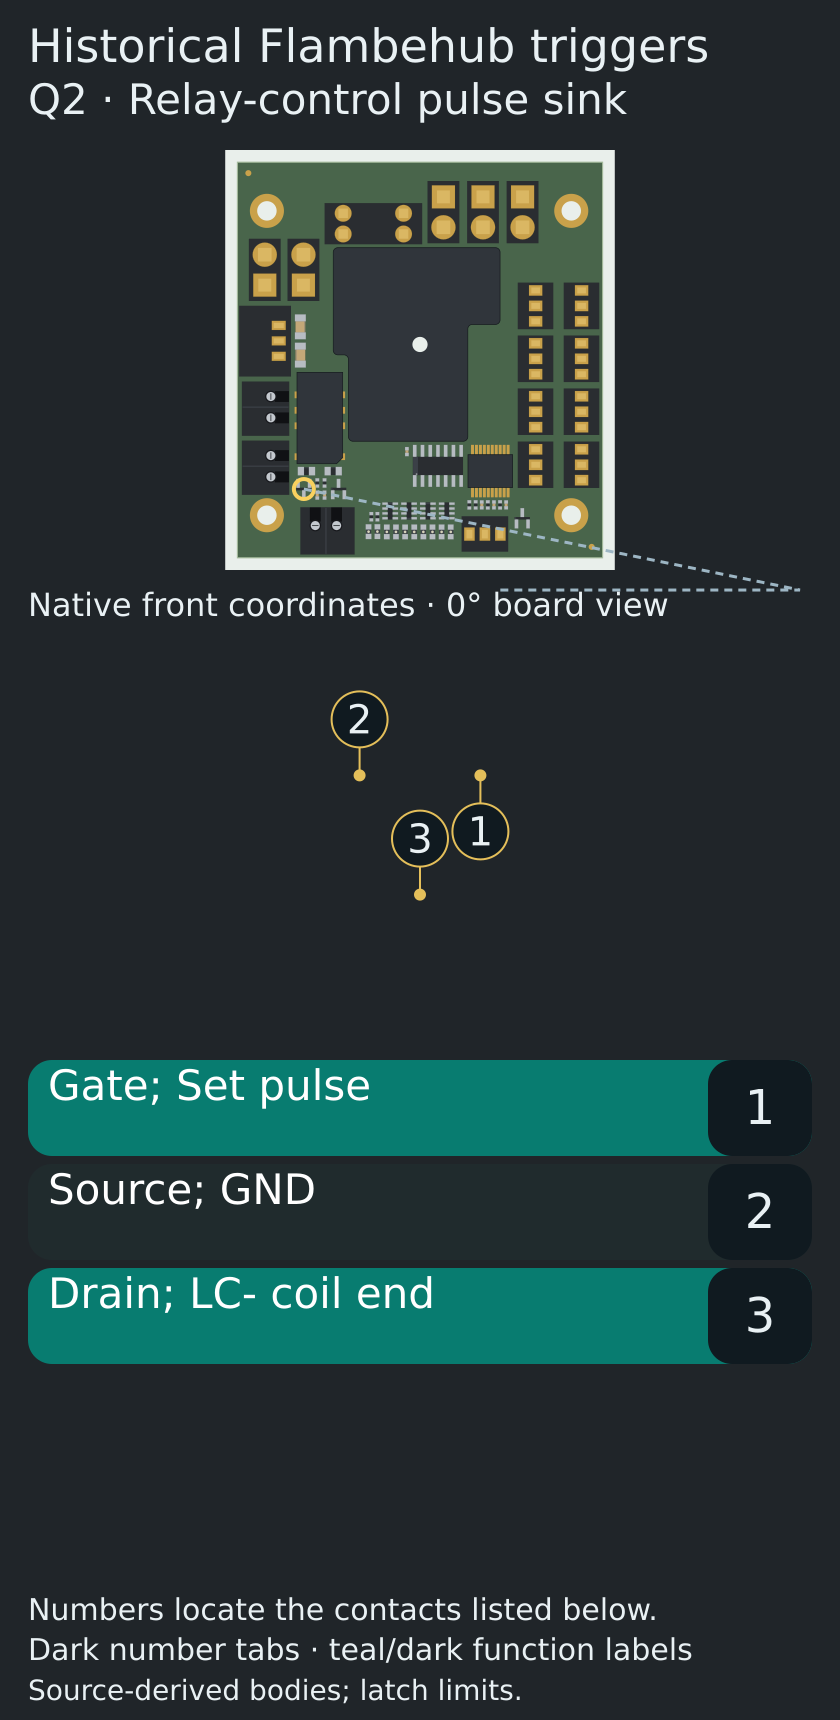 Historical Flambehub triggers
Q2 · Relay-control pulse sink
Native front coordinates · 0° board view
2
3 1
Gate; Set pulse 1
Source; GND 2
Drain; LC- coil end 3
Numbers locate the contacts listed below.
Dark number tabs · teal/dark function labels
Source-derived bodies; latch limits.